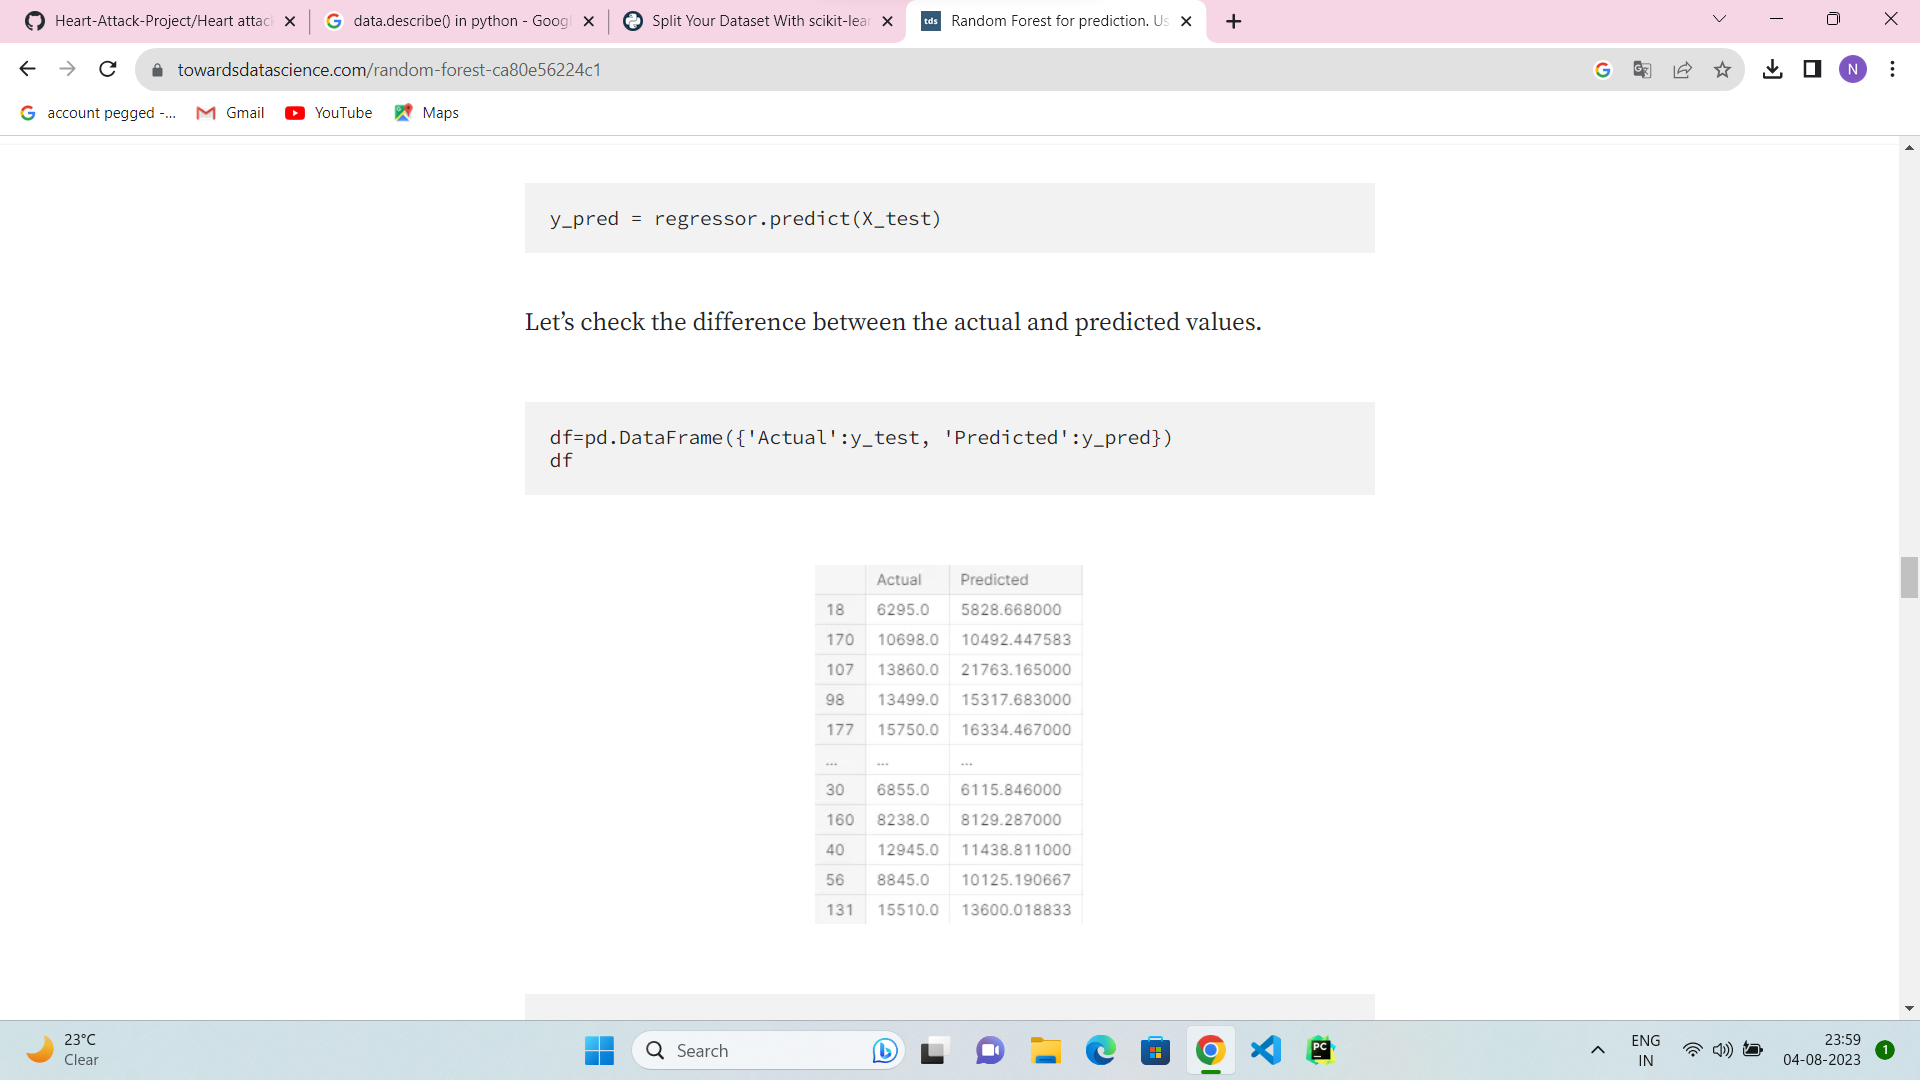 Heart-Attack-Project/Heart attac
data.describe() in python - Goog
Split Your Dataset With scikit-lea
tds
Random Forest for prediction. Us
towardsdatascience.com/random-forest-ca80e56224c1
N
account pegged -...
Gmail
YouTube
Maps
y_pred = regressor.predict(X_test)
Let’s check the difference between the actual and predicted values.
df=pd.DataFrame({'Actual':y_test, 'Predicted':y_pred})
df
Actual Predicted
18 6295.0 5828.668000
170 10698.0 10492.447583
107 13860.0 21763.165000
98 13499.0 15317.683000
177 15750.0 16334.467000
... ... ...
30 6855.0 6115.846000
160 8238.0 8129.287000
40 12945.0 11438.811000
56 8845.0 10125.190667
131 15510.0 13600.018833
23°C
Clear
Search
PC
ENG
IN
23:59
04-08-2023
1